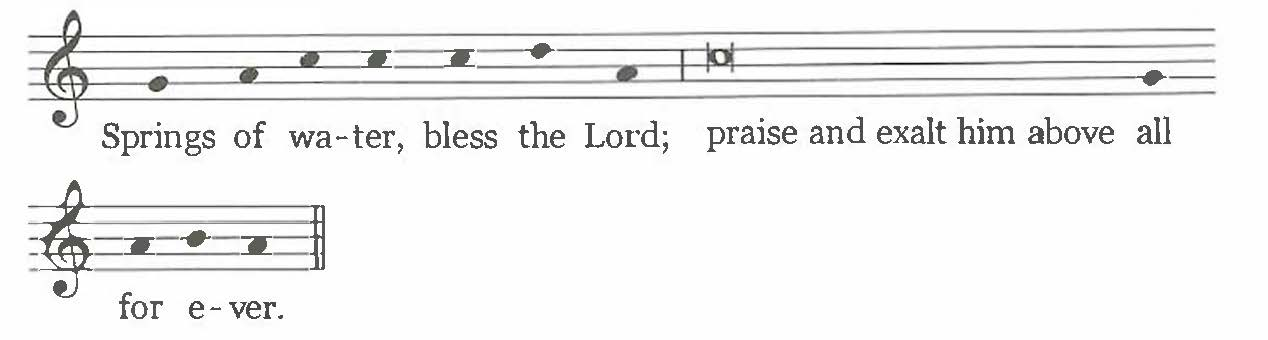 Springs of wa-ter, bless the Lord; praise and exalt him above all
for e-ver.